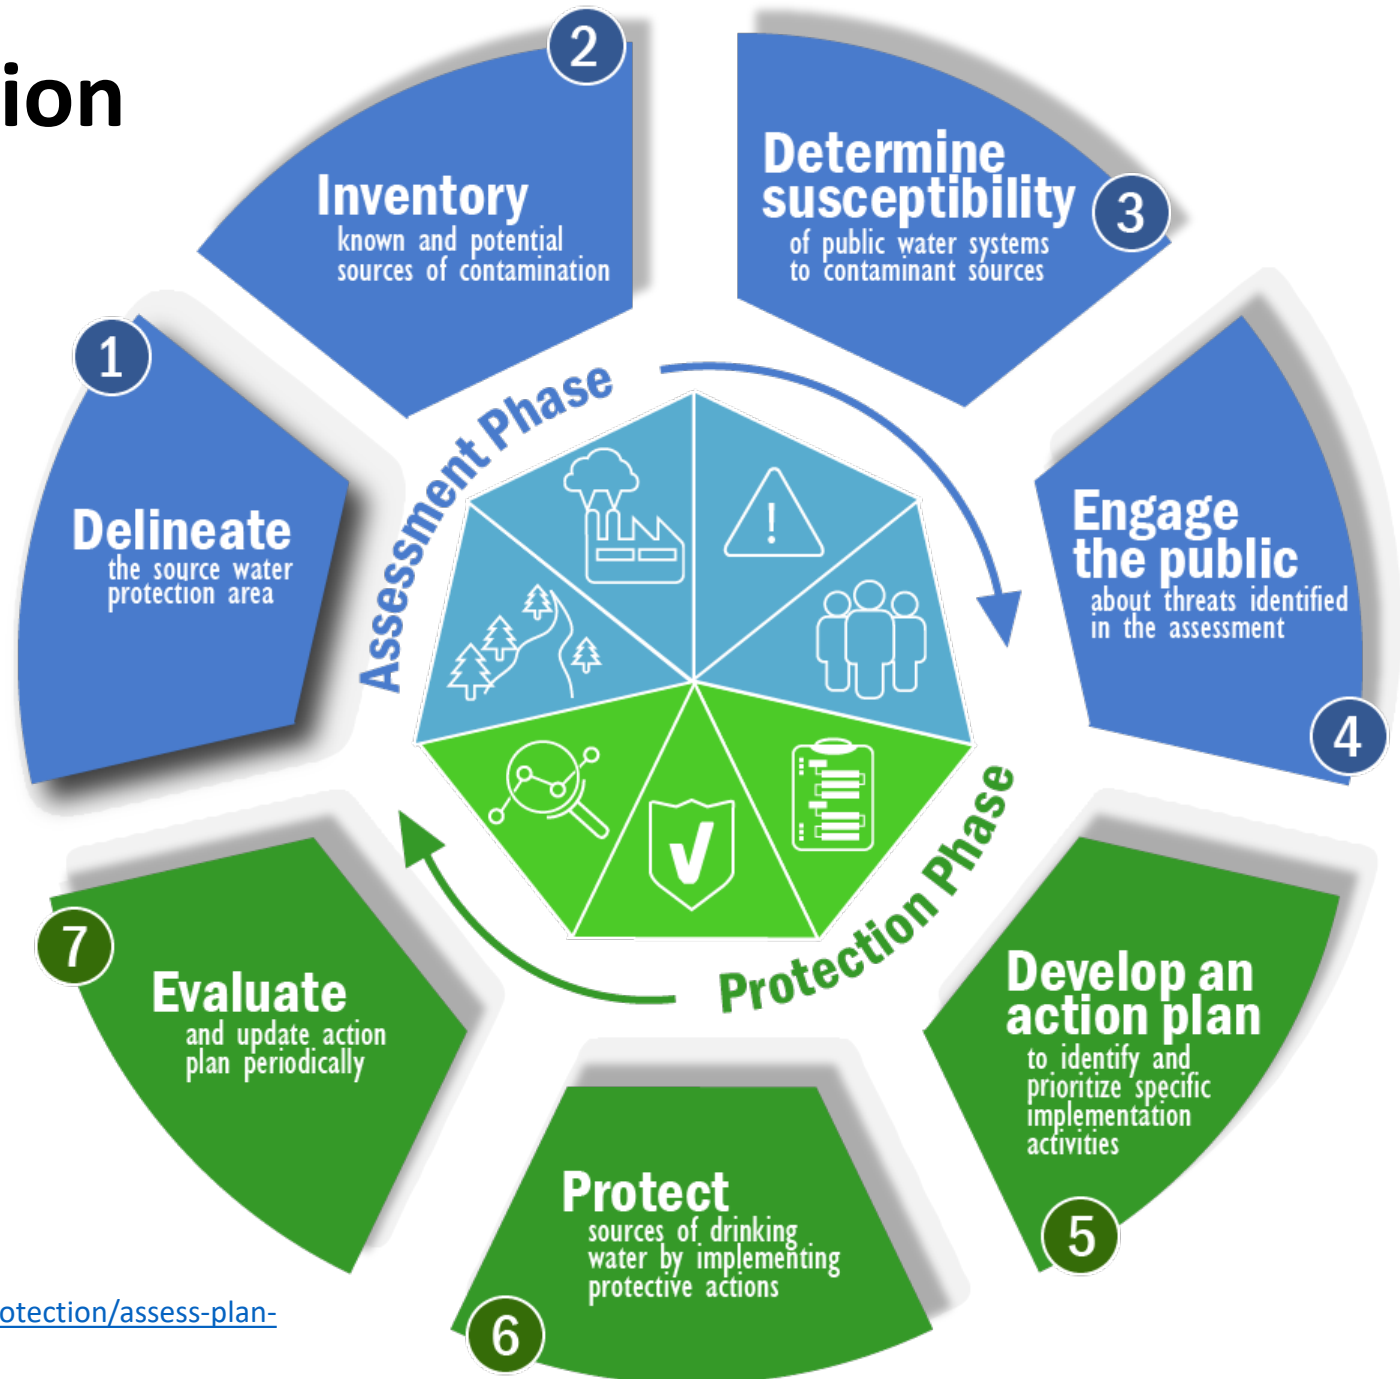 ion
1
Delineate
the source water
protection area
2
Inventory
known and potential
sources of contamination
3
Determine
susceptibility
of public water systems
to contaminant sources
4
Engage
the public
about threats identified
in the assessment
5
Develop an
action plan
to identify and
prioritize specific
implementation
activities
6
Protect
sources of drinking
water by implementing
protective actions
7
Evaluate
and update action
plan periodically
Assessment Phase
!
Protection Phase
otection/assess-plan-